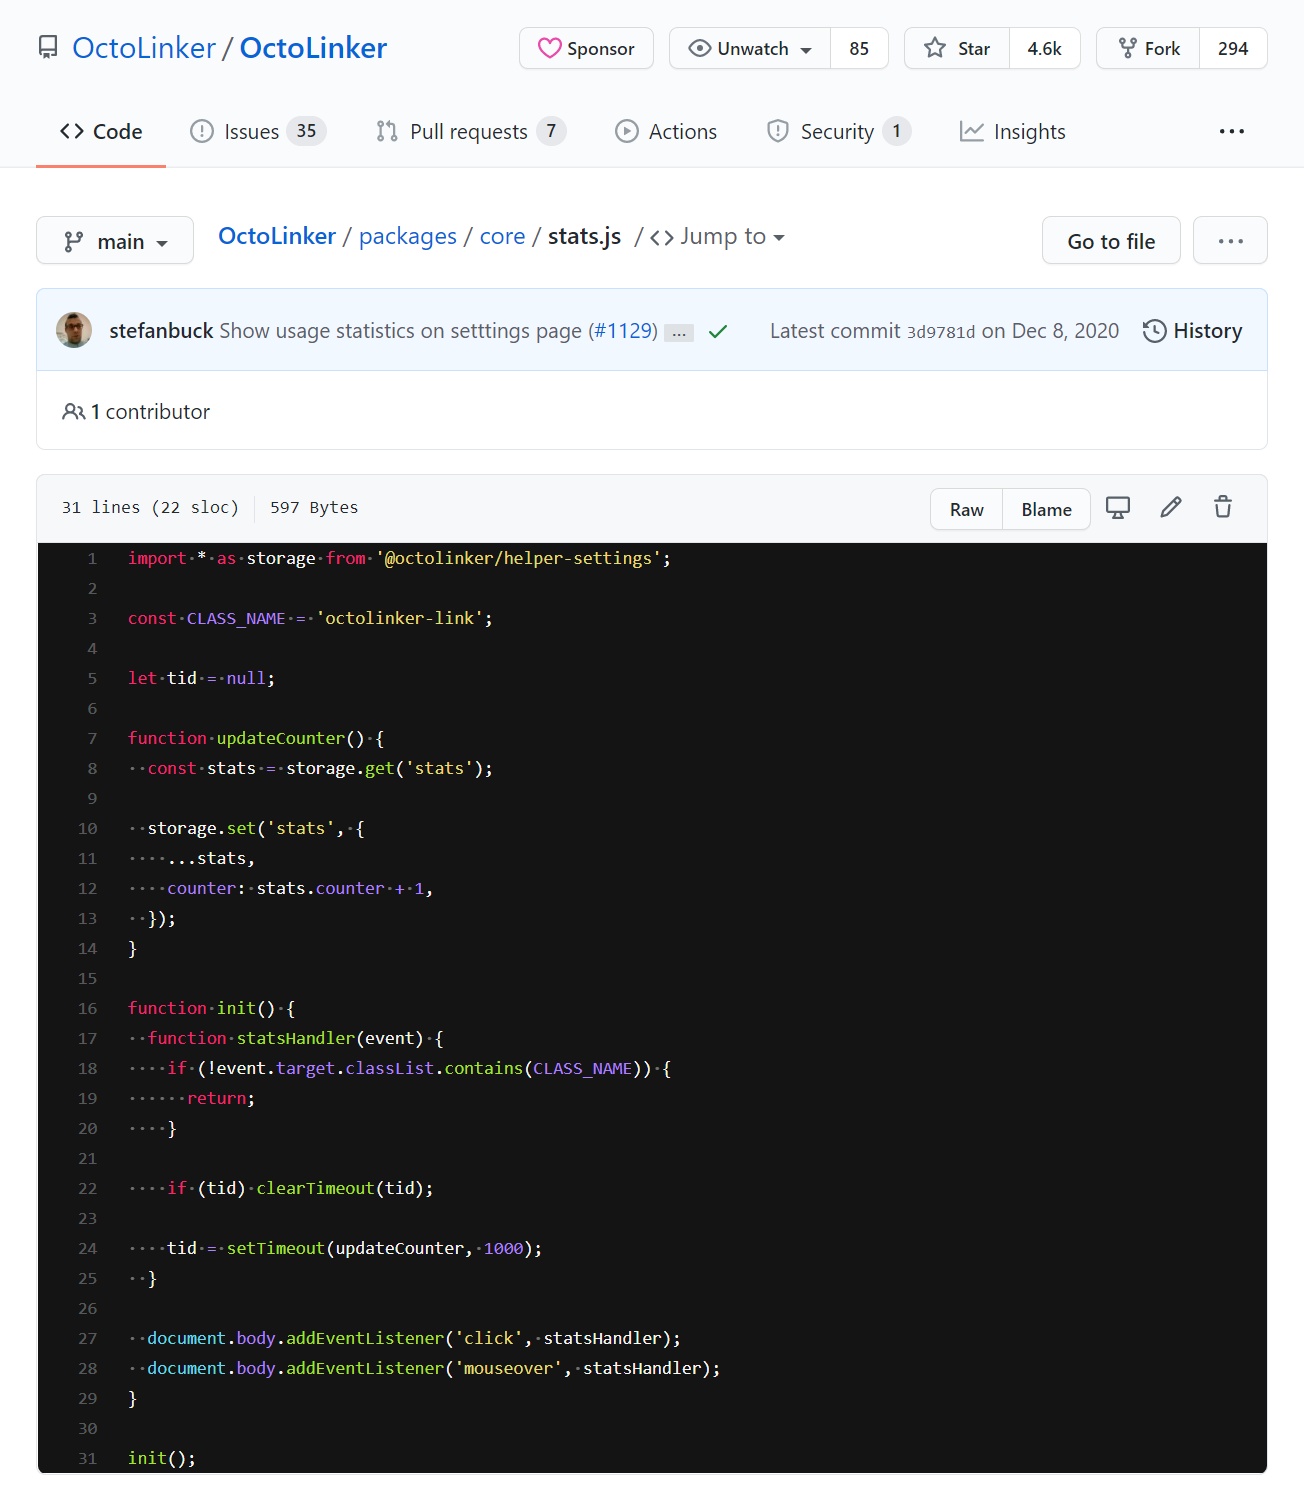 OctoLinker / OctoLinker Sponsor Unwatch 85 Star 4.6k Fork 294
Code Issues 35 Pull requests 7 Actions Security 1 Insights ...
main OctoLinker / packages / core / stats.js / <> Jump to Go to file ...
stefanbuck Show usage statistics on setttings page (#1129) ... Latest commit 3d9781d on Dec 8, 2020 History
1 contributor
31 lines (22 sloc) 597 Bytes Raw Blame
1 import·*·as·storage·from·'@octolinker/helper-settings';
2
3 const·CLASS_NAME·=·'octolinker-link';
4
5 let·tid·=·null;
6
7 function·updateCounter()·{
8 ··const·stats·=·storage.get('stats');
9
10 ··storage.set('stats',·{
11 ····...stats,
12 ····counter:·stats.counter·+·1,
13 ··});
14 }
15
16 function·init()·{
17 ··function·statsHandler(event)·{
18 ····if·(!event.target.classList.contains(CLASS_NAME))·{
19 ······return;
20 ····}
21
22 ····if·(tid)·clearTimeout(tid);
23
24 ····tid·=·setTimeout(updateCounter,·1000);
25 ··}
26
27 ··document.body.addEventListener('click',·statsHandler);
28 ··document.body.addEventListener('mouseover',·statsHandler);
29 }
30
31 init();